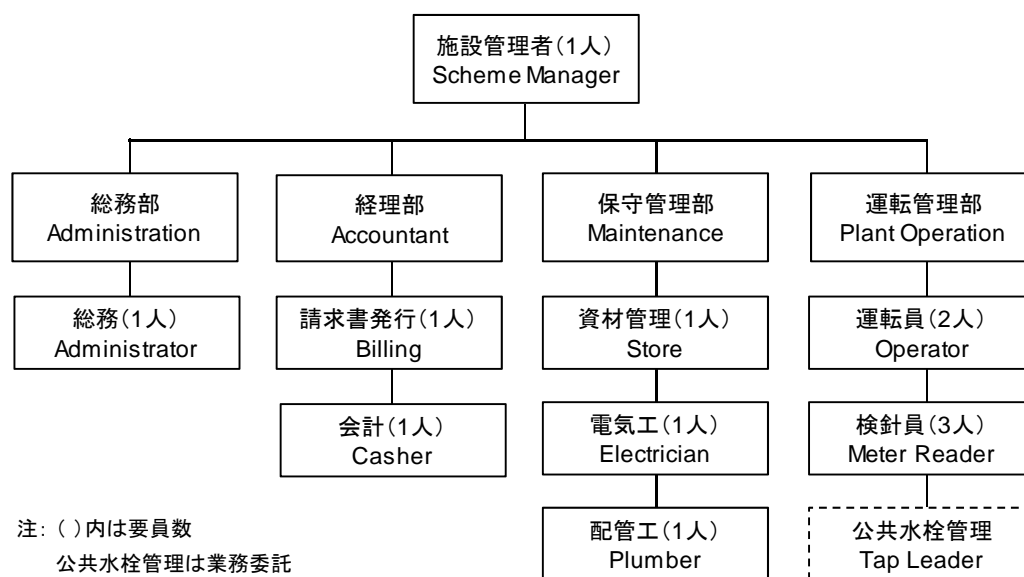 施設管理者（1人）
Scheme Manager
総務部
Administration
経理部
Accountant
保守管理部
Maintenance
運転管理部
Plant Operation
総務（1人）
Administrator
請求書発行（1人）
Billing
資材管理（1人）
Store
運転員（2人）
Operator
会計（1人）
Casher
電気工（1人）
Electrician
検針員（3人）
Meter Reader
配管工（1人）
Plumber
公共水栓管理
Tap Leader
注：（ ）内は要員数
公共水栓管理は業務委託